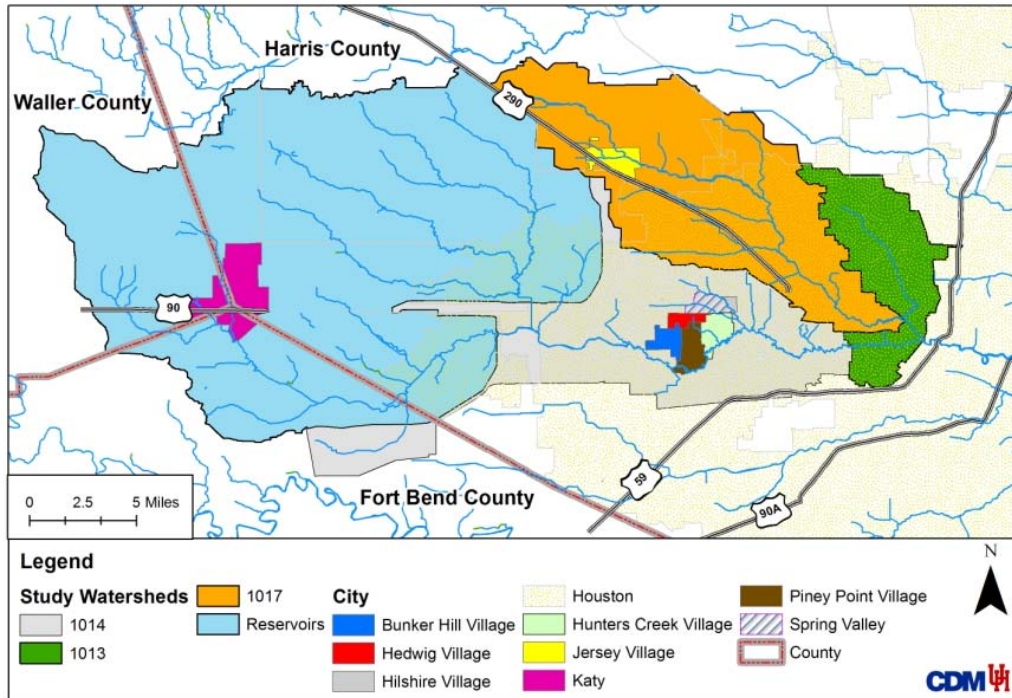 Harris County
Waller County
290
90
59
90A
Fort Bend County
0 2.5 5 Miles
Legend
Study Watersheds
1014
1013
1017
Reservoirs
City
Bunker Hill Village
Hedwig Village
Hilshire Village
Houston
Hunters Creek Village
Jersey Village
Katy
Piney Point Village
Spring Valley
County
N
CDM UH